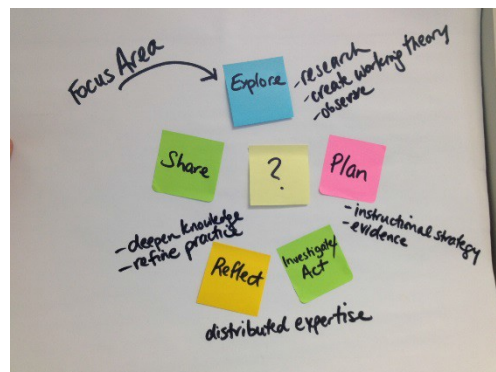 Focus Area
Explore
-research
-create working theory
-observe
Share
?
Plan
-instructional strategy
-evidence
-deepen knowledge
-refine practice
Reflect
Investigate/
Act
distributed expertise